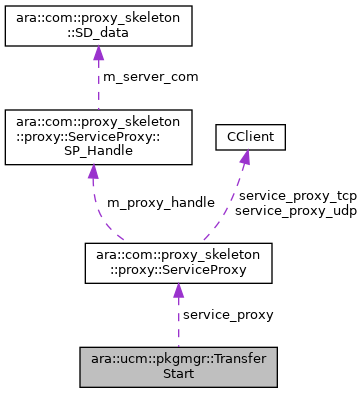 ara::com::proxy_skeleton
::SD_data
m_server_com
ara::com::proxy_skeleton
::proxy::ServiceProxy::
SP_Handle
CClient
m_proxy_handle
service_proxy_tcp
service_proxy_udp
ara::com::proxy_skeleton
::proxy::ServiceProxy
service_proxy
ara::ucm::pkgmgr::Transfer
Start